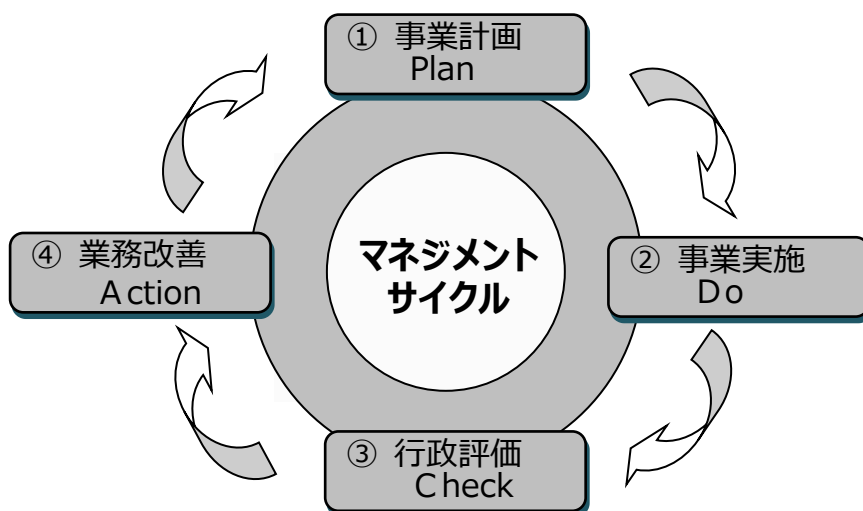 ① 事業計画
Plan
② 事業実施
Do
③ 行政評価
Check
④ 業務改善
Action
マネジメント
サイクル